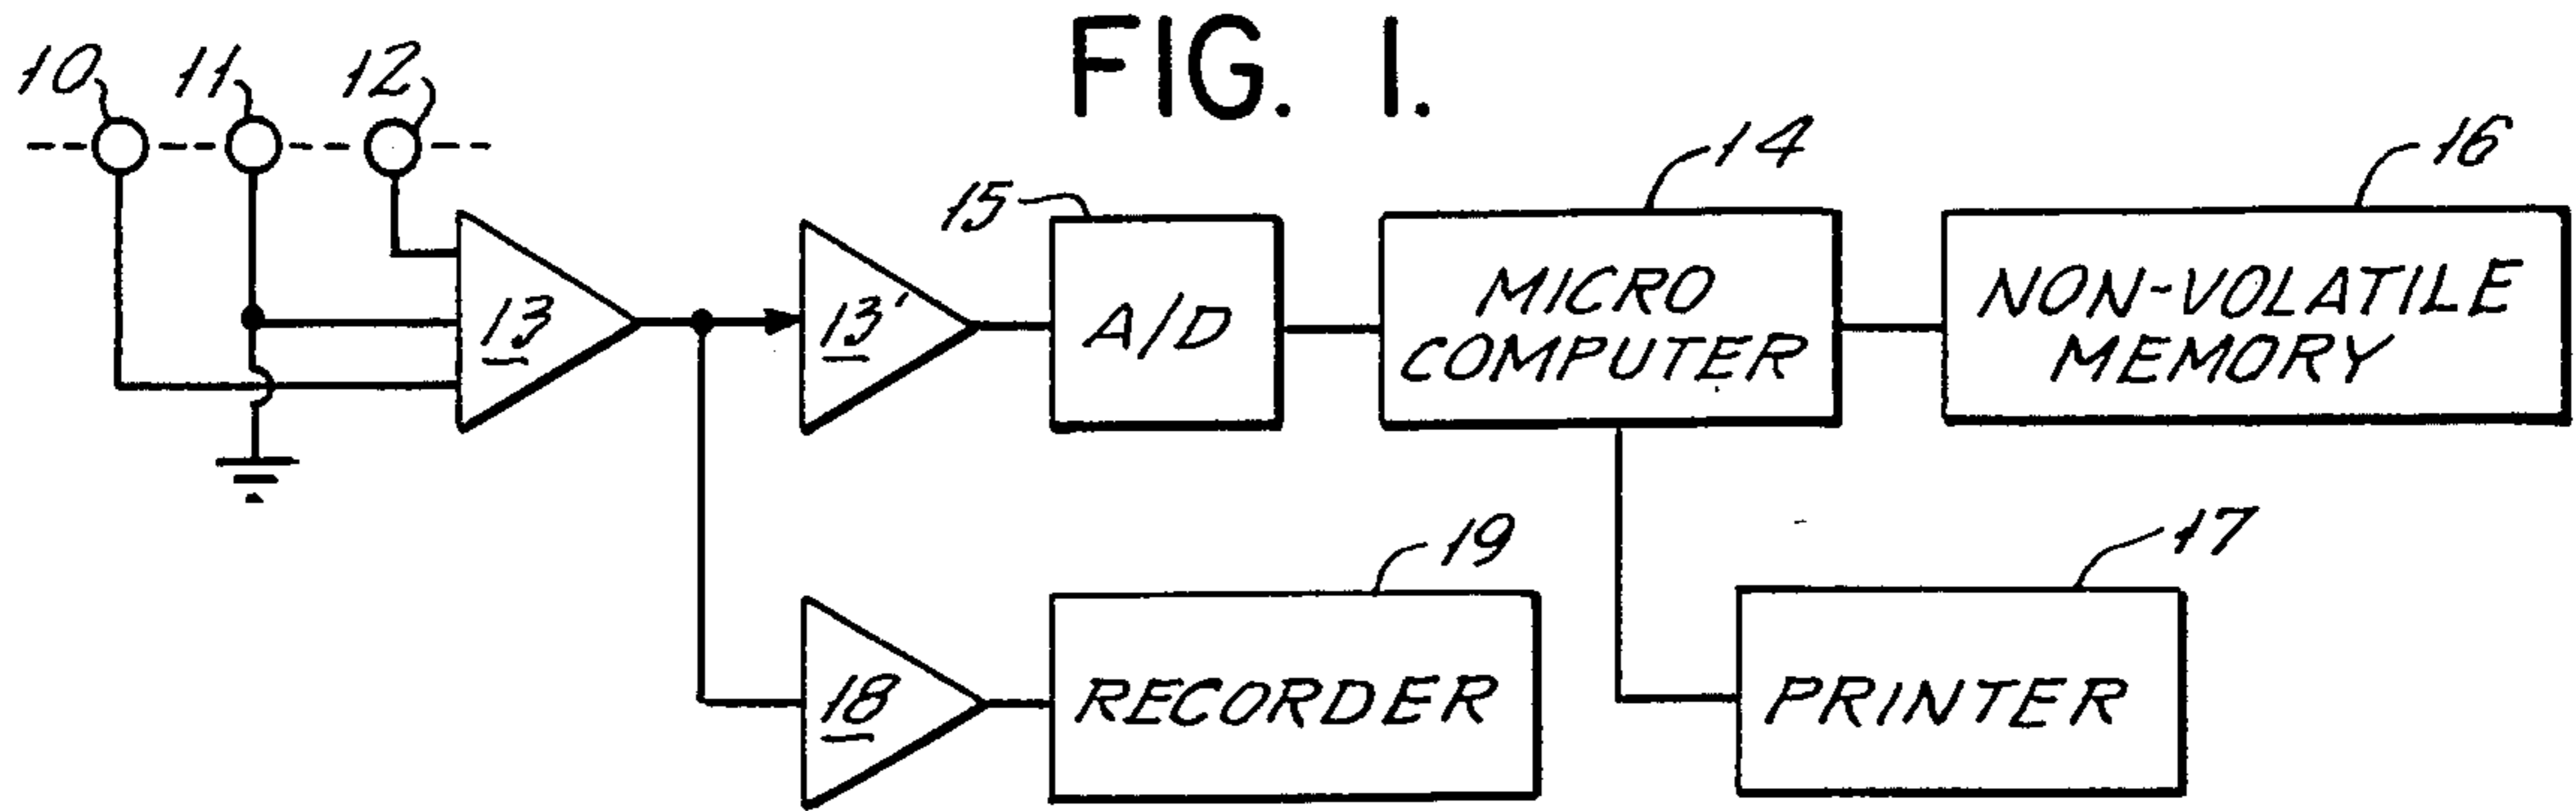 FIG. 1.
10 11 12
14
16
15
13
13'
A/D
MICRO
COMPUTER
NON-VOLATILE
MEMORY
19
17
18
RECORDER
PRINTER